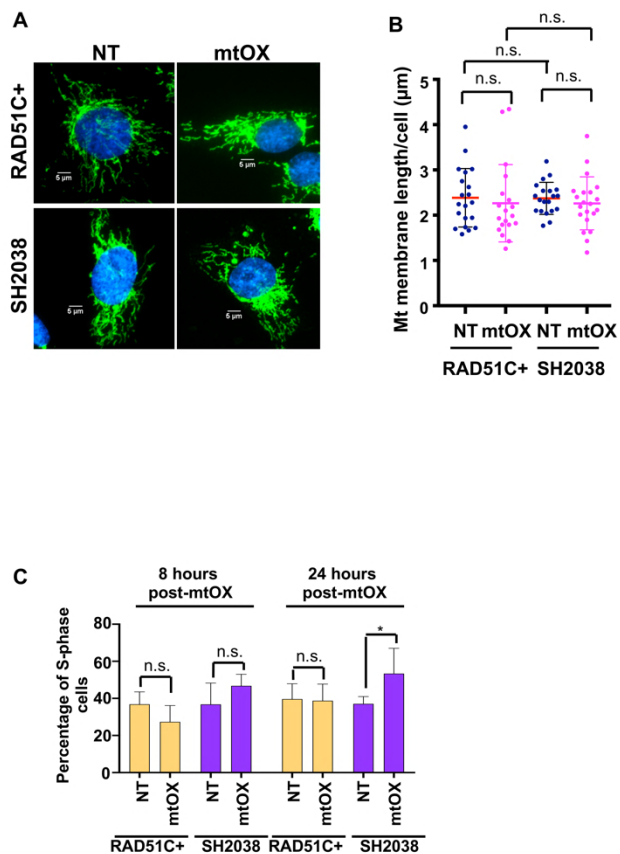 A
NT mtOX
RAD51C+
5 µm
5 µm
SH2038
5 µm
5 µm
B
n.s.
n.s.
n.s. n.s.
Mt membrane length/cell (µm)
5
4
3
2
1
0
NT mtOX NT mtOX
RAD51C+ SH2038
C
8 hours
post-mtOX
24 hours
post-mtOX
Percentage of S-phase
cells
80
60
40
20
0
n.s. n.s. n.s. *
NT mtOX NT mtOX NT mtOX NT mtOX
RAD51C+ SH2038 RAD51C+ SH2038